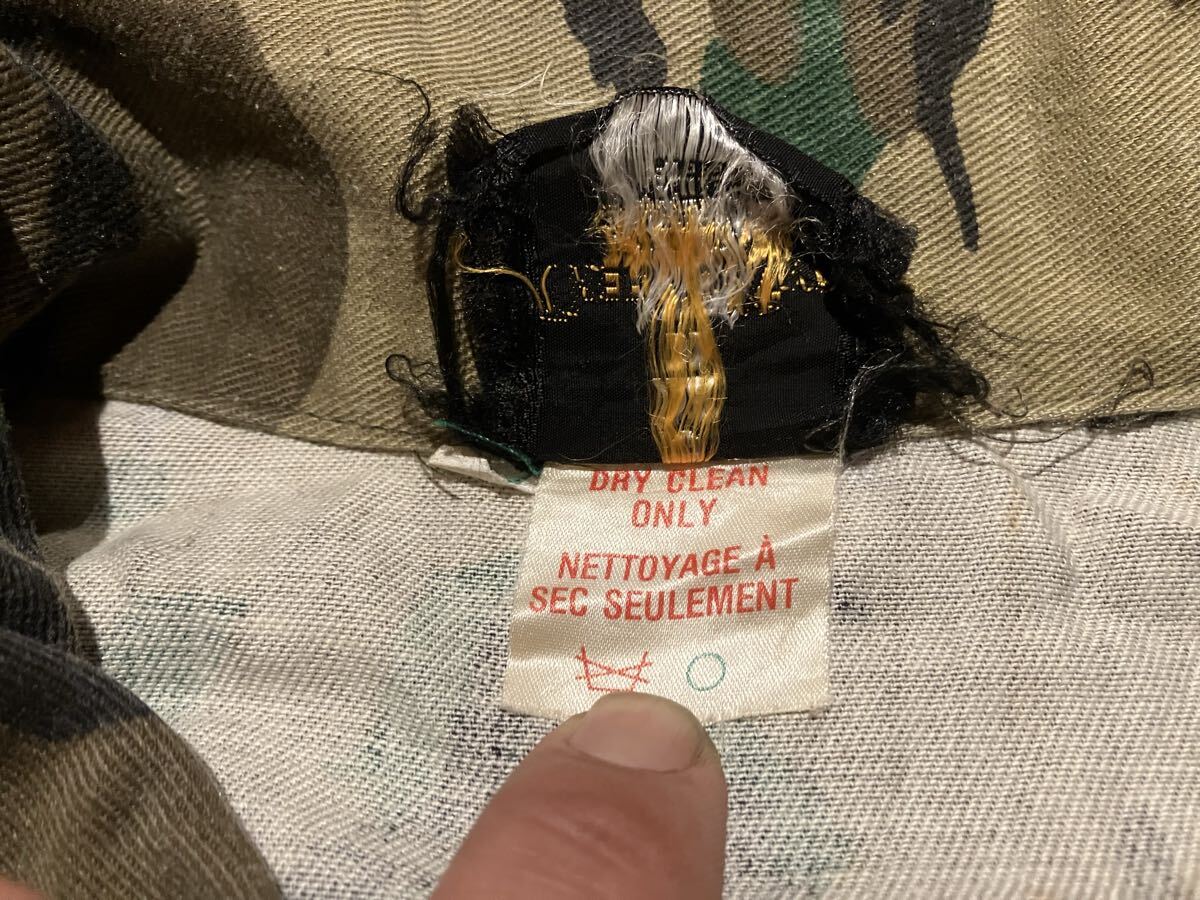 DRY CLEAN
ONLY
NETTOYAGE À
SEC SEULEMENT